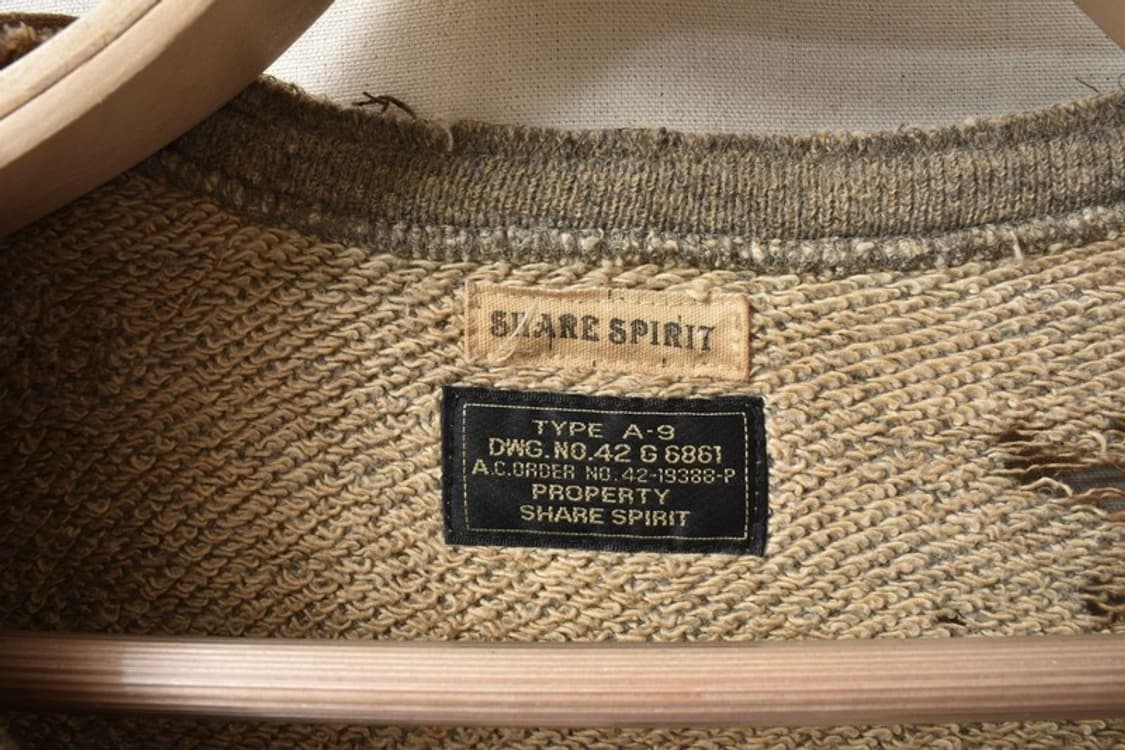 SHARE SPIRIT
TYPE A-9
DWG. NO. 42 G 6861
A.C. ORDER NO. 42-19388-P
PROPERTY
SHARE SPIRIT